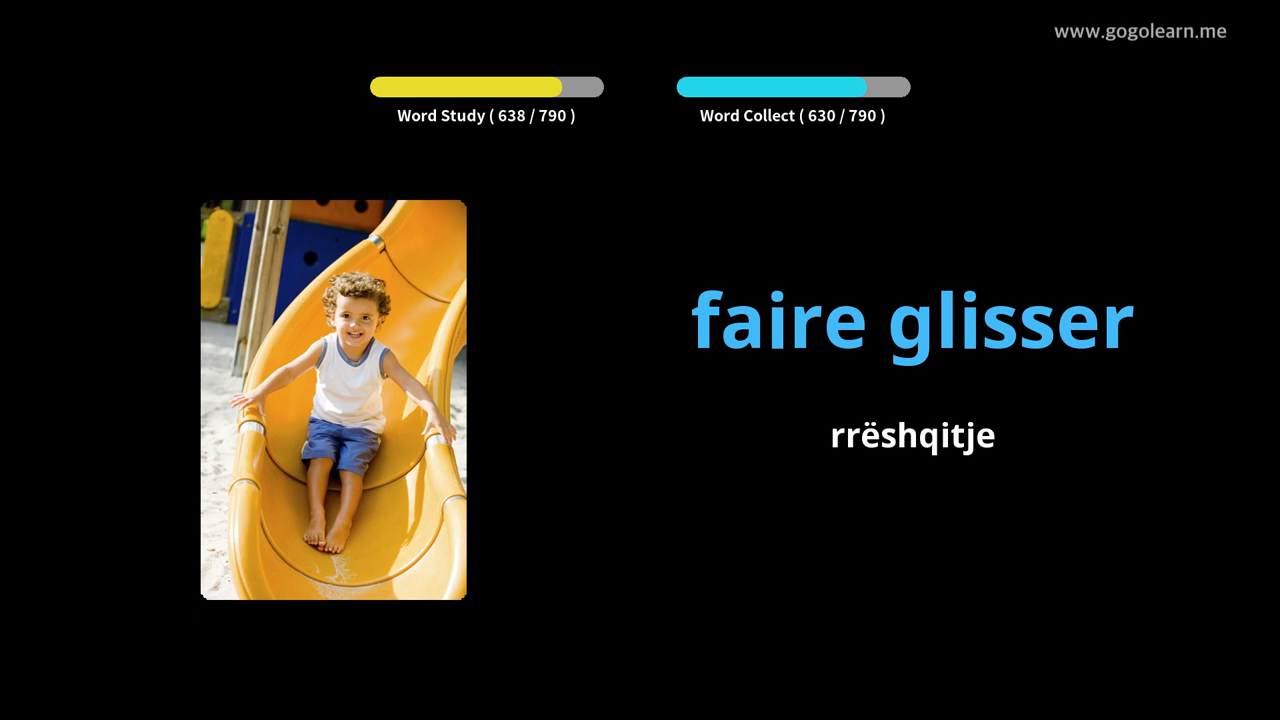 www.gogolearn.me
Word Study ( 638 / 790 )
Word Collect ( 630 / 790 )
faire glisser
rrëshqitje